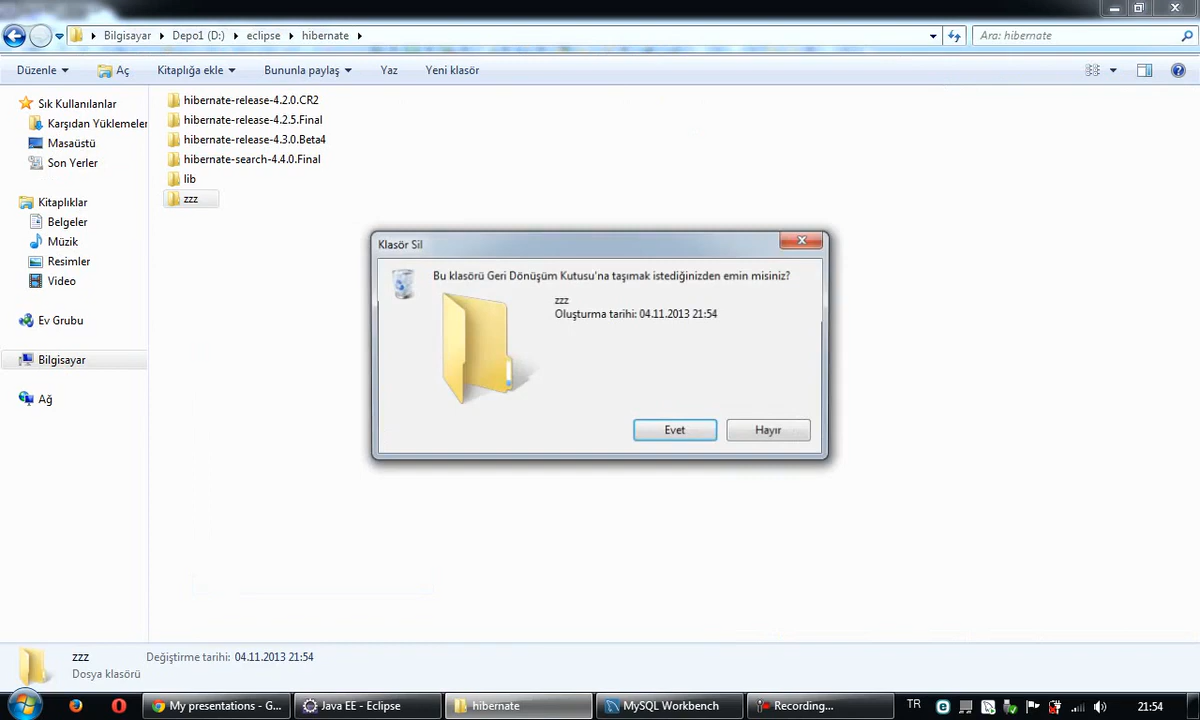 Bilgisayar Depo1 (D:) eclipse hibernate
Ara: hibernate
Düzenle Aç Kitaplığa ekle Bununla paylaş Yaz Yeni klasör
Sık Kullanılanlar
Karşıdan Yüklemeler
Masaüstü
Son Yerler
Kitaplıklar
Belgeler
Müzik
Resimler
Video
Ev Grubu
Bilgisayar
Ağ
hibernate-release-4.2.0.CR2
hibernate-release-4.2.5.Final
hibernate-release-4.3.0.Beta4
hibernate-search-4.4.0.Final
lib
zzz
Klasör Sil
Bu klasörü Geri Dönüşüm Kutusu'na taşımak istediğinizden emin misiniz?
zzz
Oluşturma tarihi: 04.11.2013 21:54
Evet Hayır
zzz Değiştirme tarihi: 04.11.2013 21:54
Dosya klasörü
My presentations - G... Java EE - Eclipse hibernate MySQL Workbench Recording... TR 21:54